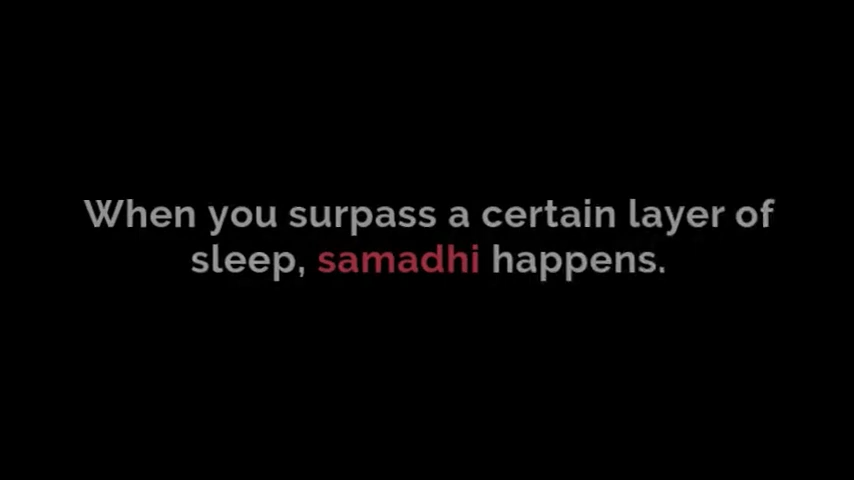 When you surpass a certain layer of
sleep, samadhi happens.